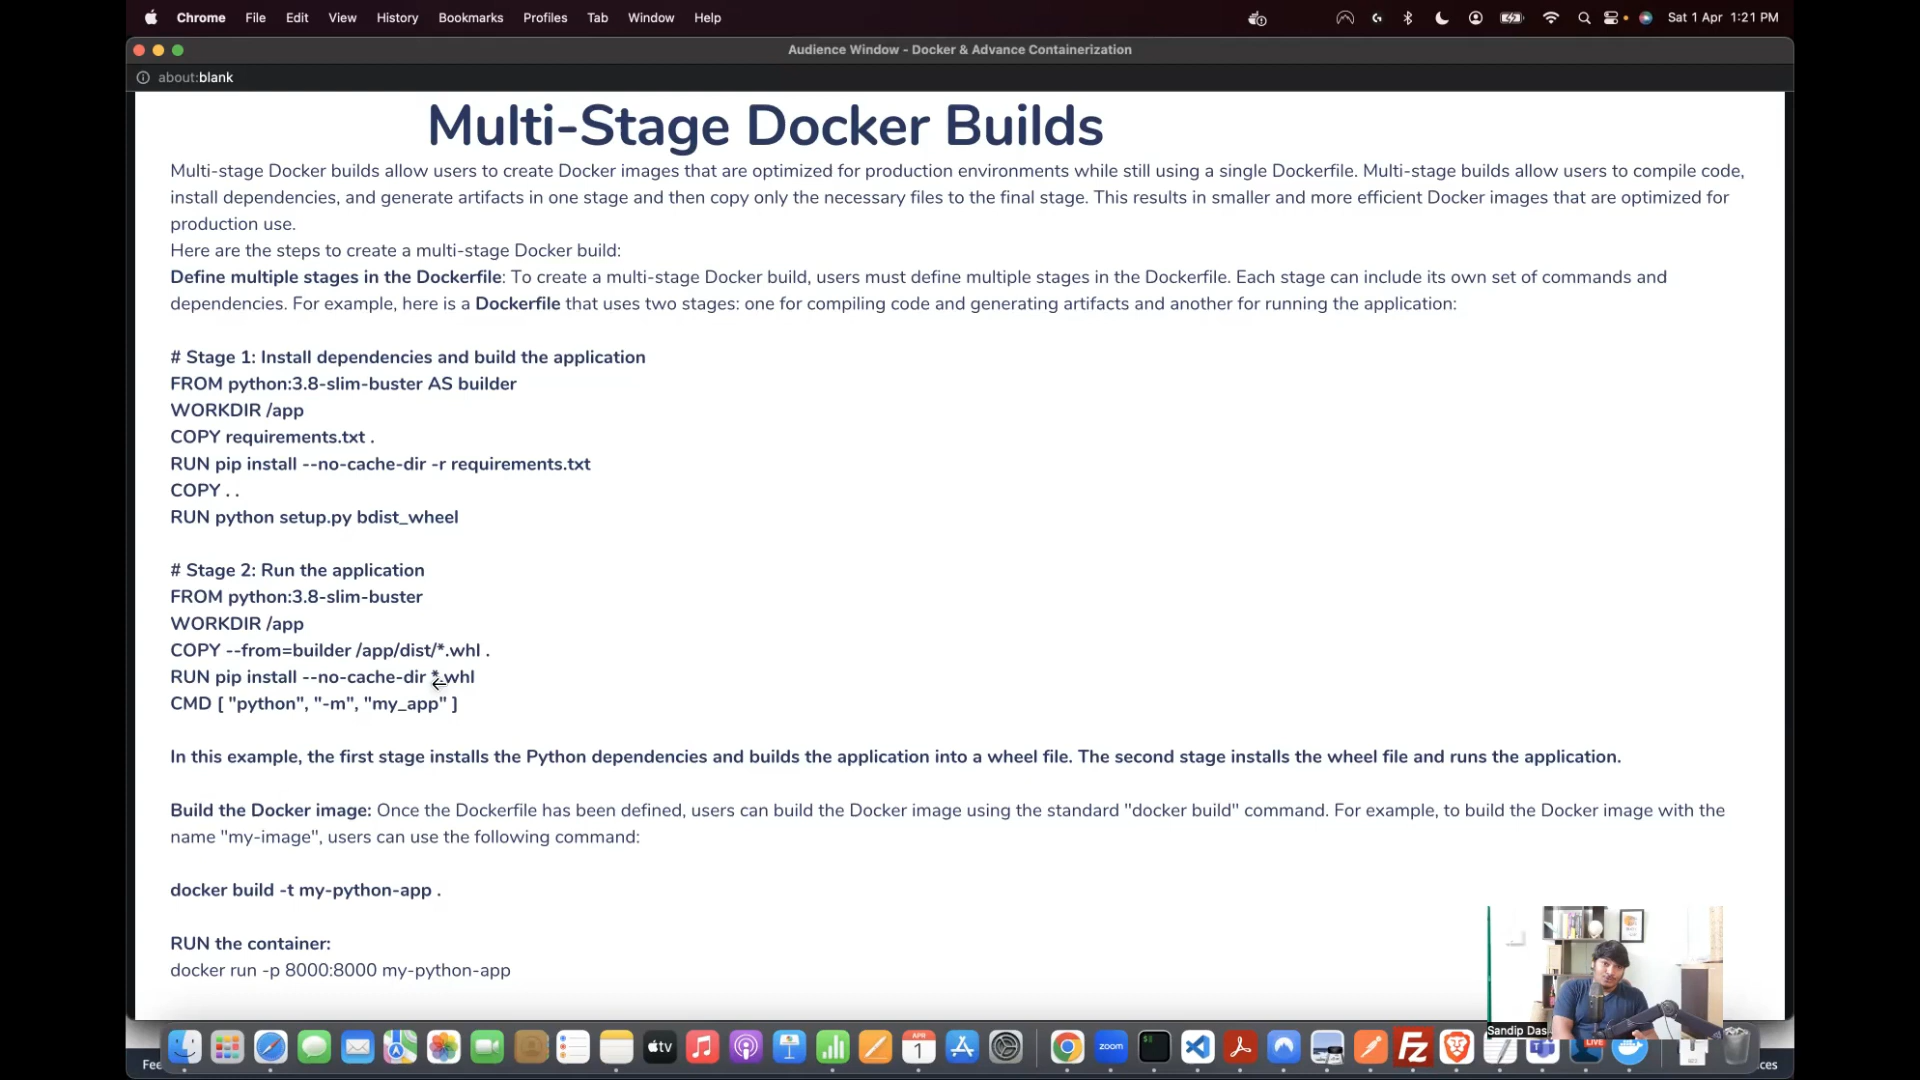 Chrome File Edit View History Bookmarks Profiles Tab Window Help Sat 1 Apr 1:21 PM
Audience Window - Docker & Advance Containerization
about:blank
Multi-Stage Docker Builds
Multi-stage Docker builds allow users to create Docker images that are optimized for production environments while still using a single Dockerfile. Multi-stage builds allow users to compile code,
install dependencies, and generate artifacts in one stage and then copy only the necessary files to the final stage. This results in smaller and more efficient Docker images that are optimized for
production use.
Here are the steps to create a multi-stage Docker build:
Define multiple stages in the Dockerfile: To create a multi-stage Docker build, users must define multiple stages in the Dockerfile. Each stage can include its own set of commands and
dependencies. For example, here is a Dockerfile that uses two stages: one for compiling code and generating artifacts and another for running the application:
# Stage 1: Install dependencies and build the application
FROM python:3.8-slim-buster AS builder
WORKDIR /app
COPY requirements.txt .
RUN pip install --no-cache-dir -r requirements.txt
COPY . .
RUN python setup.py bdist_wheel
# Stage 2: Run the application
FROM python:3.8-slim-buster
WORKDIR /app
COPY --from=builder /app/dist/*.whl .
RUN pip install --no-cache-dir *.whl
CMD [ "python", "-m", "my_app" ]
In this example, the first stage installs the Python dependencies and builds the application into a wheel file. The second stage installs the wheel file and runs the application.
Build the Docker image: Once the Dockerfile has been defined, users can build the Docker image using the standard "docker build" command. For example, to build the Docker image with the
name "my-image", users can use the following command:
docker build -t my-python-app .
RUN the container:
docker run -p 8000:8000 my-python-app
Sandip Das
tv
APR
1
zoom
LIVE
Fee
ces